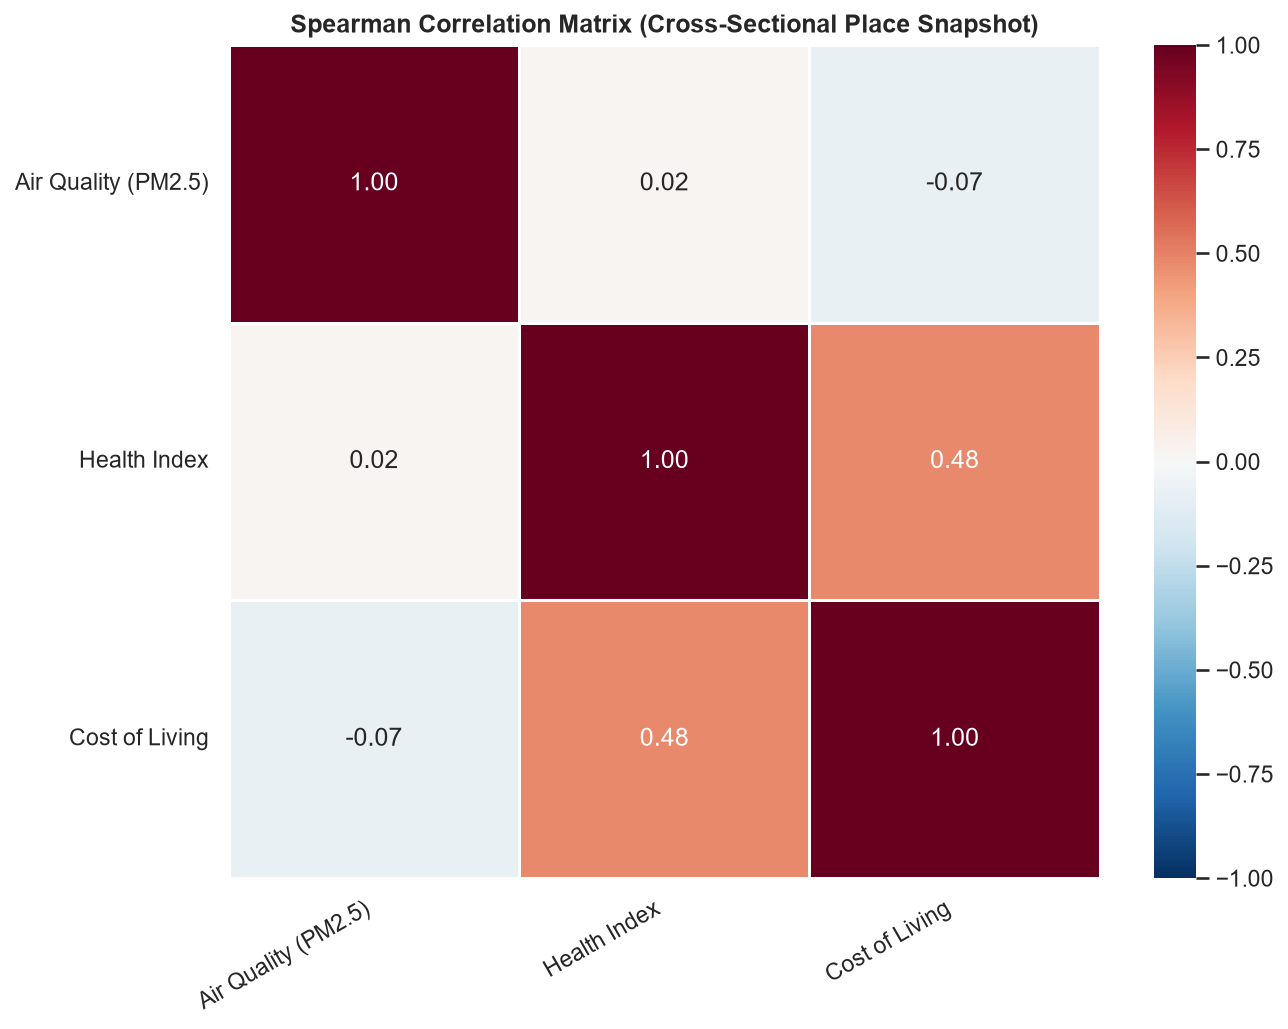 Spearman Correlation Matrix (Cross-Sectional Place Snapshot)
Air Quality (PM2.5)
1.00
0.02
-0.07
Health Index
0.02
1.00
0.48
Cost of Living
-0.07
0.48
1.00
Air Quality (PM2.5)
Health Index
Cost of Living
1.00
0.75
0.50
0.25
0.00
−0.25
−0.50
−0.75
−1.00